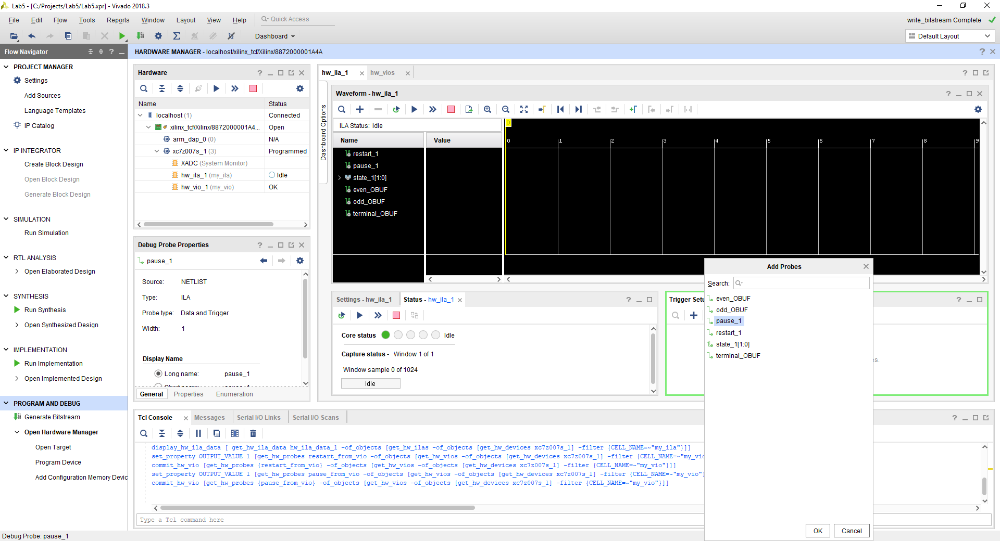 Lab5 - [C:/Projects/Lab5/Lab5.xpr] - Vivado 2018.3
File Edit Flow Tools Reports Window Layout View Help Quick Access
write_bitstream Complete
Dashboard
Default Layout
Flow Navigator
PROJECT MANAGER
Settings
Add Sources
Language Templates
IP Catalog
IP INTEGRATOR
Create Block Design
Open Block Design
Generate Block Design
SIMULATION
Run Simulation
RTL ANALYSIS
Open Elaborated Design
SYNTHESIS
Run Synthesis
Open Synthesized Design
IMPLEMENTATION
Run Implementation
Open Implemented Design
PROGRAM AND DEBUG
Generate Bitstream
Open Hardware Manager
Open Target
Program Device
Add Configuration Memory Devic
HARDWARE MANAGER - localhost/xilinx_tcf/Xilinx/8872000001A4A
Hardware
Name Status
localhost (1) Connected
xilinx_tcf/Xilinx/8872000001A4... Open
arm_dap_0 (0) N/A
xc7z007s_1 (3) Programmed
XADC (System Monitor)
hw_ila_1 (my_ila) Idle
hw_vio_1 (my_vio) OK
Debug Probe Properties
pause_1
Source: NETLIST
Type: ILA
Probe type: Data and Trigger
Width: 1
Display Name
Long name: pause_1
General Properties Enumeration
hw_ila_1 hw_vios
Dashboard Options
Waveform - hw_ila_1
ILA Status: Idle
Name Value
restart_1
pause_1
state_1[1:0]
even_OBUF
odd_OBUF
terminal_OBUF
0
0 1 2 3 4 5 6 7 8 9
Settings - hw_ila_1 Status - hw_ila_1
Core status Idle
Capture status - Window 1 of 1
Window sample 0 of 1024
Idle
Trigger Setu
s.
Add Probes
Search:
even_OBUF
odd_OBUF
pause_1
restart_1
state_1[1:0]
terminal_OBUF
OK Cancel
Tcl Console Messages Serial I/O Links Serial I/O Scans
display_hw_ila_data [ get_hw_ila_data hw_ila_data_1 -of_objects [get_hw_ilas -of_objects [get_hw_devices xc7z007s_1] -filter {CELL_NAME=~"my_ila"}]]
set_property OUTPUT_VALUE 1 [get_hw_probes restart_from_vio -of_objects [get_hw_vios -of_objects [get_hw_devices xc7z007s_1] -filter {CELL_NAME=~"my_vio
commit_hw_vio [get_hw_probes {restart_from_vio} -of_objects [get_hw_vios -of_objects [get_hw_devices xc7z007s_1] -filter {CELL_NAME=~"my_vio"}]]
set_property OUTPUT_VALUE 1 [get_hw_probes pause_from_vio -of_objects [get_hw_vios -of_objects [get_hw_devices xc7z007s_1] -filter {CELL_NAME=~"my_vio"}
commit_hw_vio [get_hw_probes {pause_from_vio} -of_objects [get_hw_vios -of_objects [get_hw_devices xc7z007s_1] -filter {CELL_NAME=~"my_vio"}]]
Type a Tcl command here
Debug Probe: pause_1